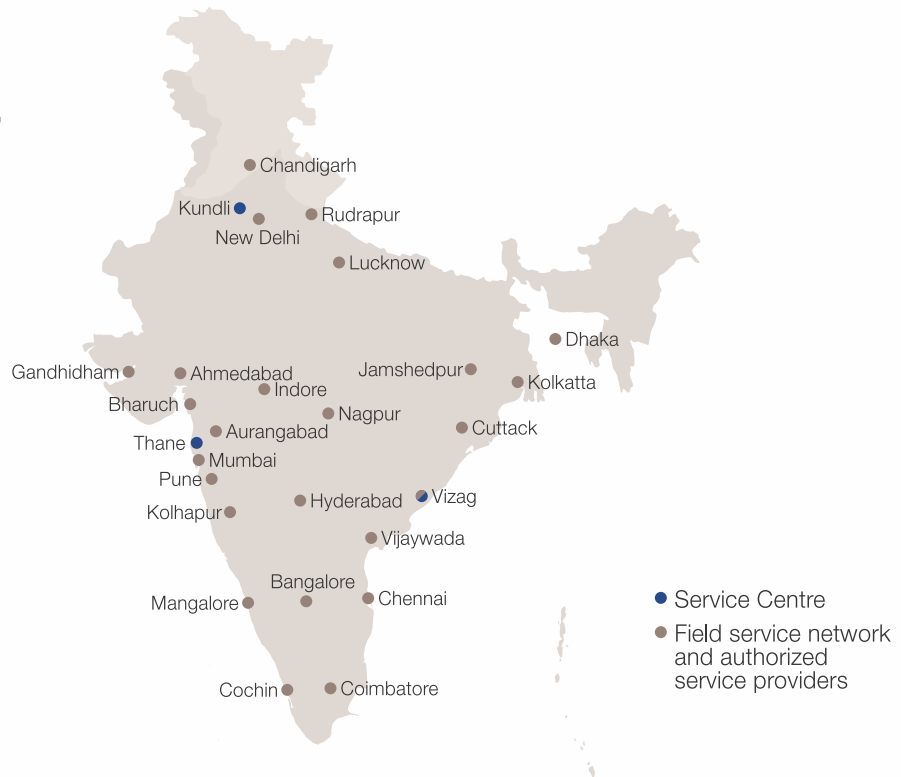 Chandigarh
Kundli
Rudrapur
New Delhi
Lucknow
Dhaka
Gandhidham
Ahmedabad
Jamshedpur
Indore
Kolkatta
Bharuch
Nagpur
Aurangabad
Cuttack
Thane
Mumbai
Pune
Hyderabad
Vizag
Kolhapur
Vijaywada
Bangalore
Mangalore
Chennai
Cochin
Coimbatore
Service Centre
Field service network
and authorized
service providers